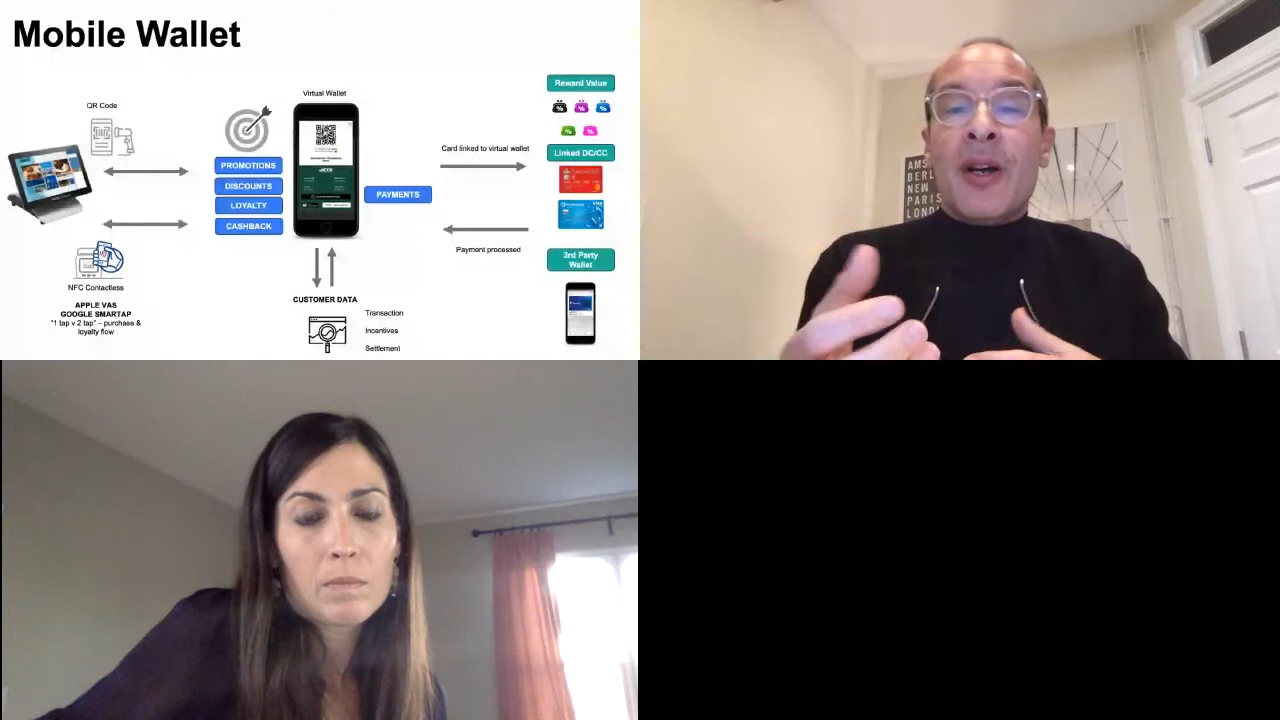 Mobile Wallet
QR Code
NFC Contactless
APPLE VAS
GOOGLE SMARTAP
"1 tap v 2 tap" – purchase &
loyalty flow
PROMOTIONS
DISCOUNTS
LOYALTY
CASHBACK
Virtual Wallet
PAYMENTS
CUSTOMER DATA
Transaction
Incentives
Settlement
Card linked to virtual wallet
Payment processed
Reward Value
% % %
% %
Linked DC/CC
VISA
3rd Party
Wallet
AMS
BERL
NEW
PARIS
LOND